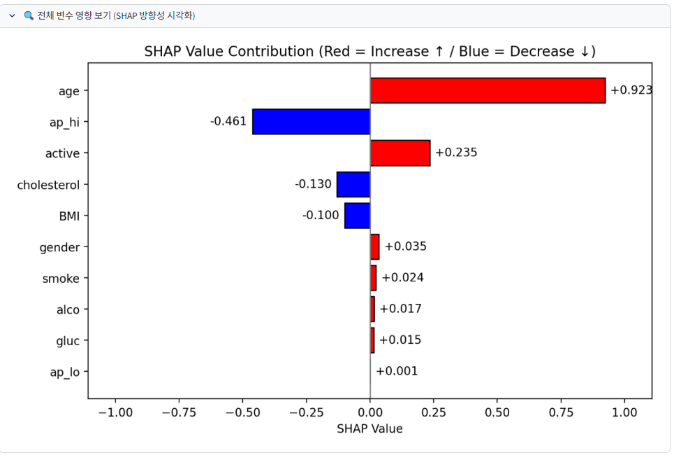 🔍 전체 변수 영향 보기 (SHAP 방향성 시각화)
SHAP Value Contribution (Red = Increase ↑ / Blue = Decrease ↓)
age +0.923
ap_hi -0.461
active +0.235
cholesterol -0.130
BMI -0.100
gender +0.035
smoke +0.024
alco +0.017
gluc +0.015
ap_lo +0.001
−1.00 −0.75 −0.50 −0.25 0.00 0.25 0.50 0.75 1.00
SHAP Value